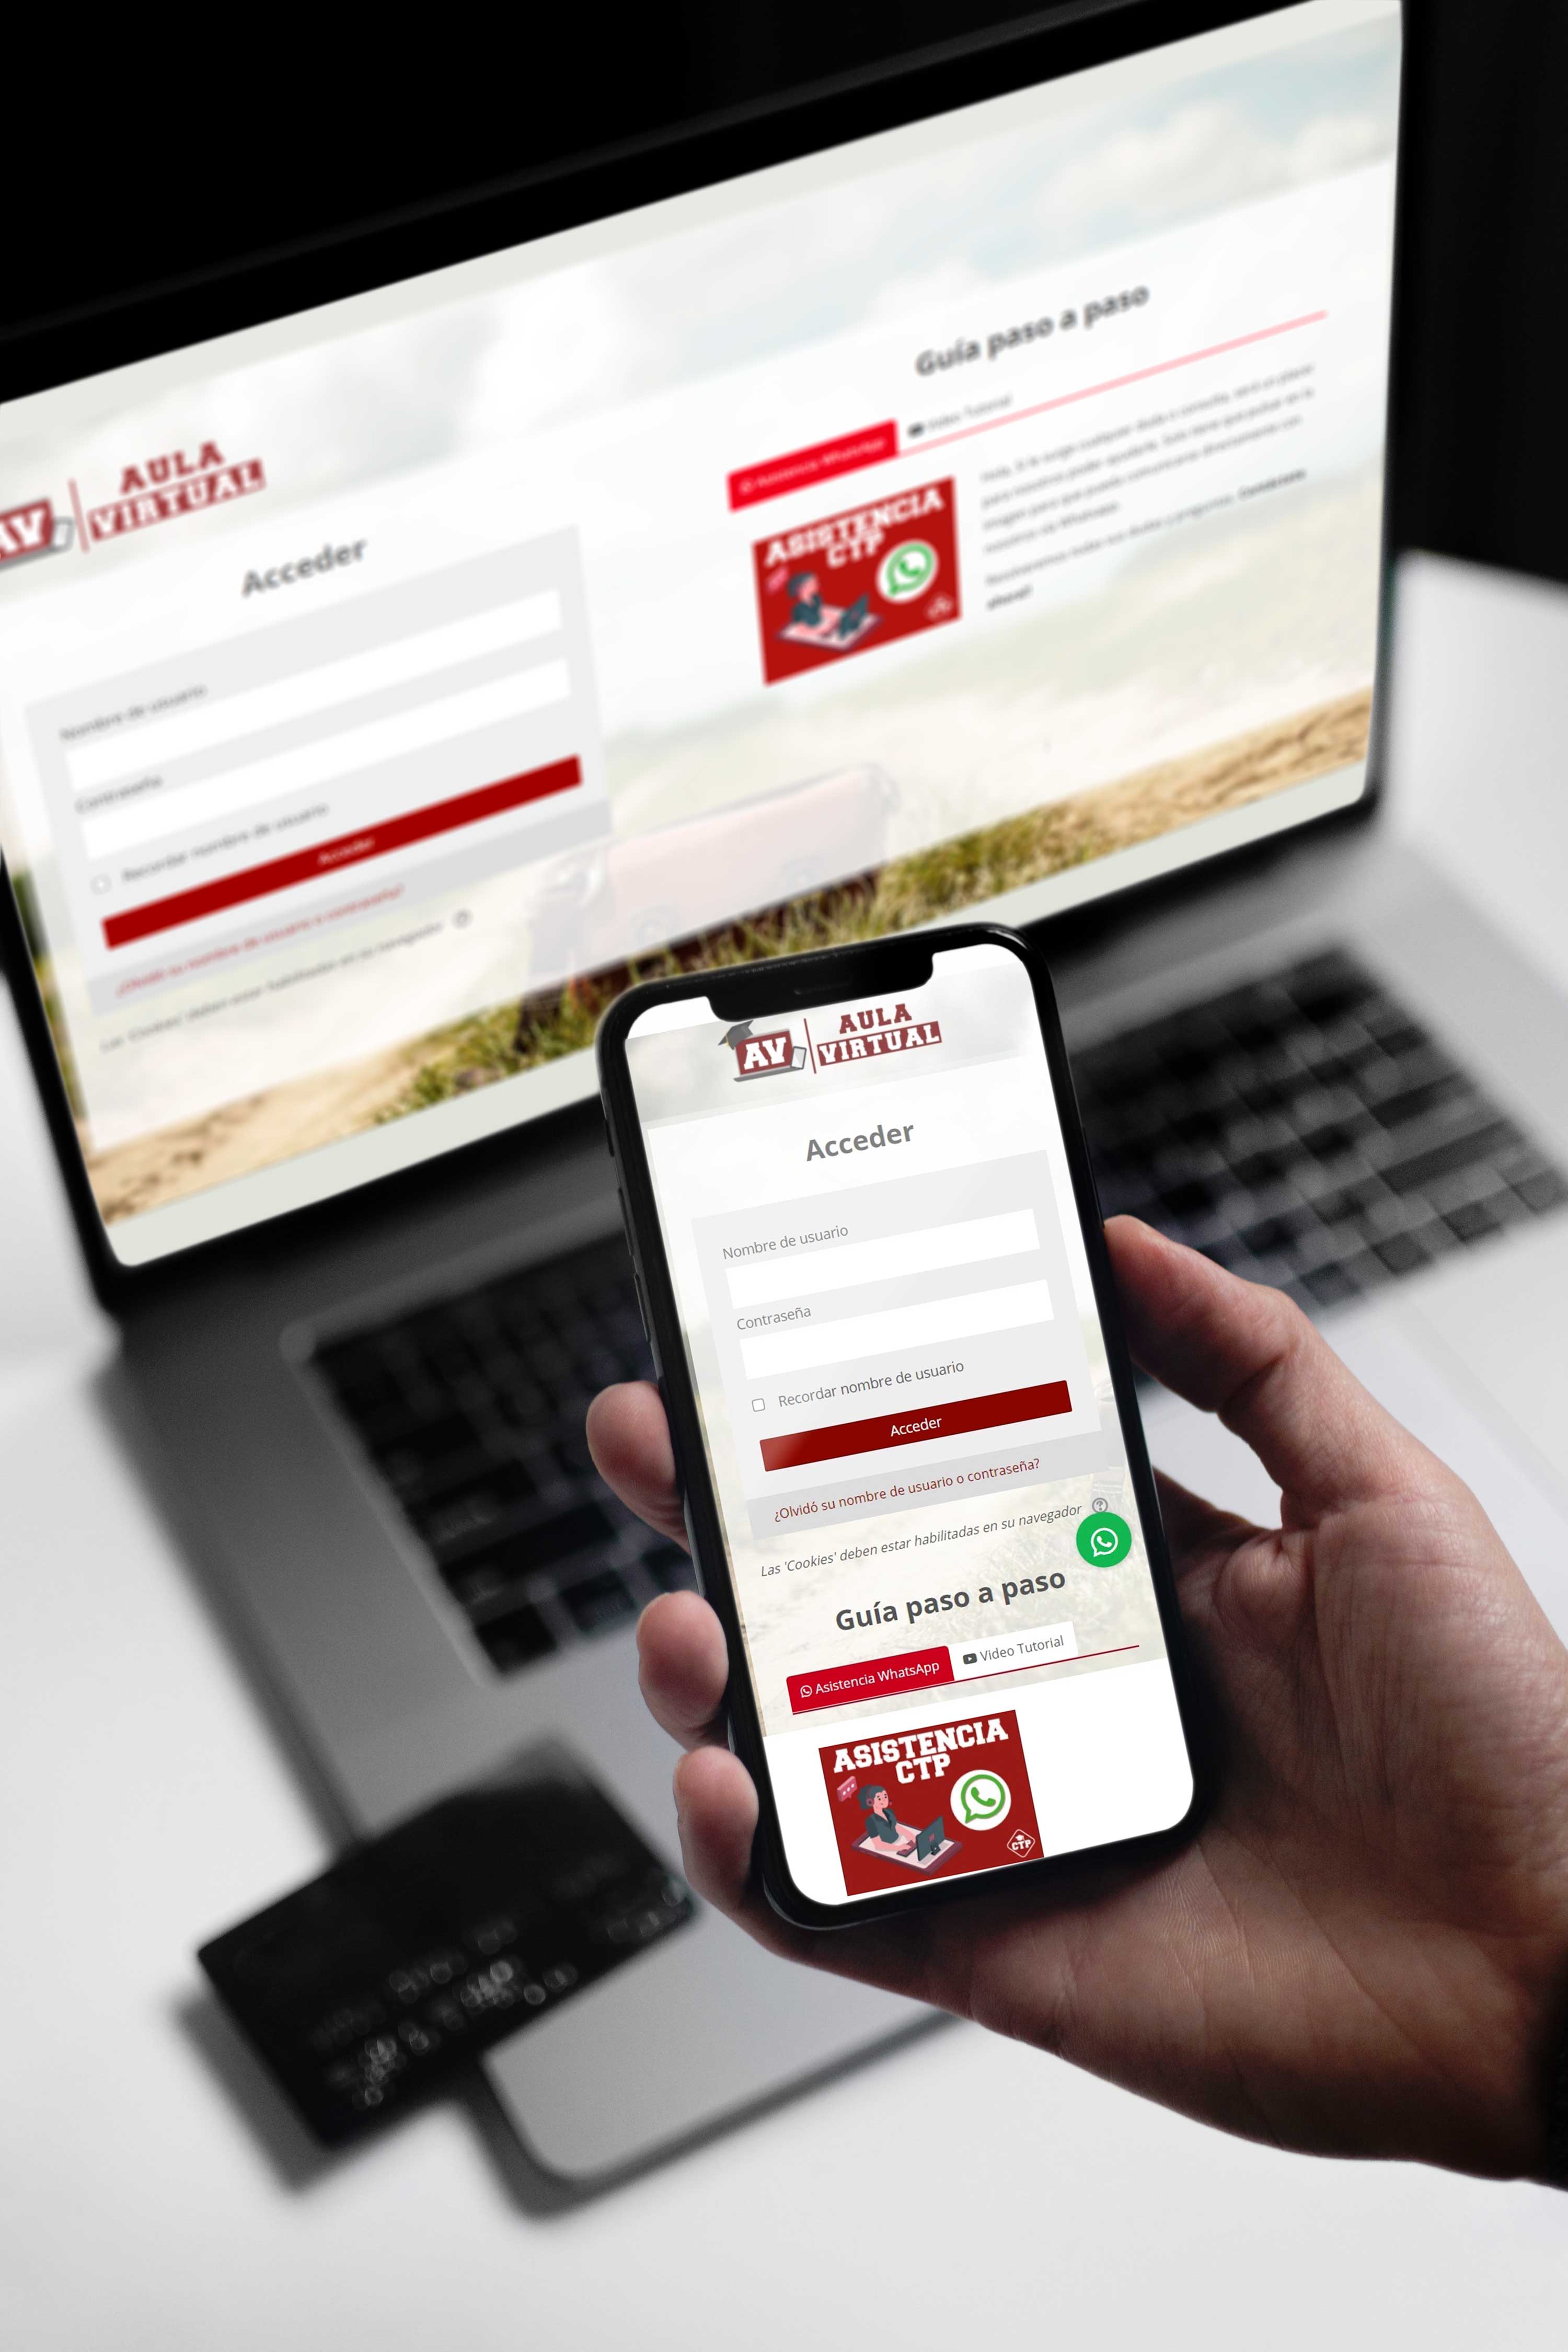 AULA
VIRTUAL
AV
Acceder
Nombre de usuario
Contraseña
Recordar nombre de usuario
Acceder
¿Olvidó su nombre de usuario o contraseña?
Las 'Cookies' deben estar habilitadas en su navegador
Guía paso a paso
Asistencia WhatsApp
Video Tutorial
ASISTENCIA
CTP
AV
AULA
VIRTUAL
Acceder
Nombre de usuario
Contraseña
Recordar nombre de usuario
Acceder
¿Olvidó su nombre de usuario o contraseña?
Las 'Cookies' deben estar habilitadas en su navegador
Guía paso a paso
Asistencia WhatsApp
Video Tutorial
ASISTENCIA
CTP
CTP